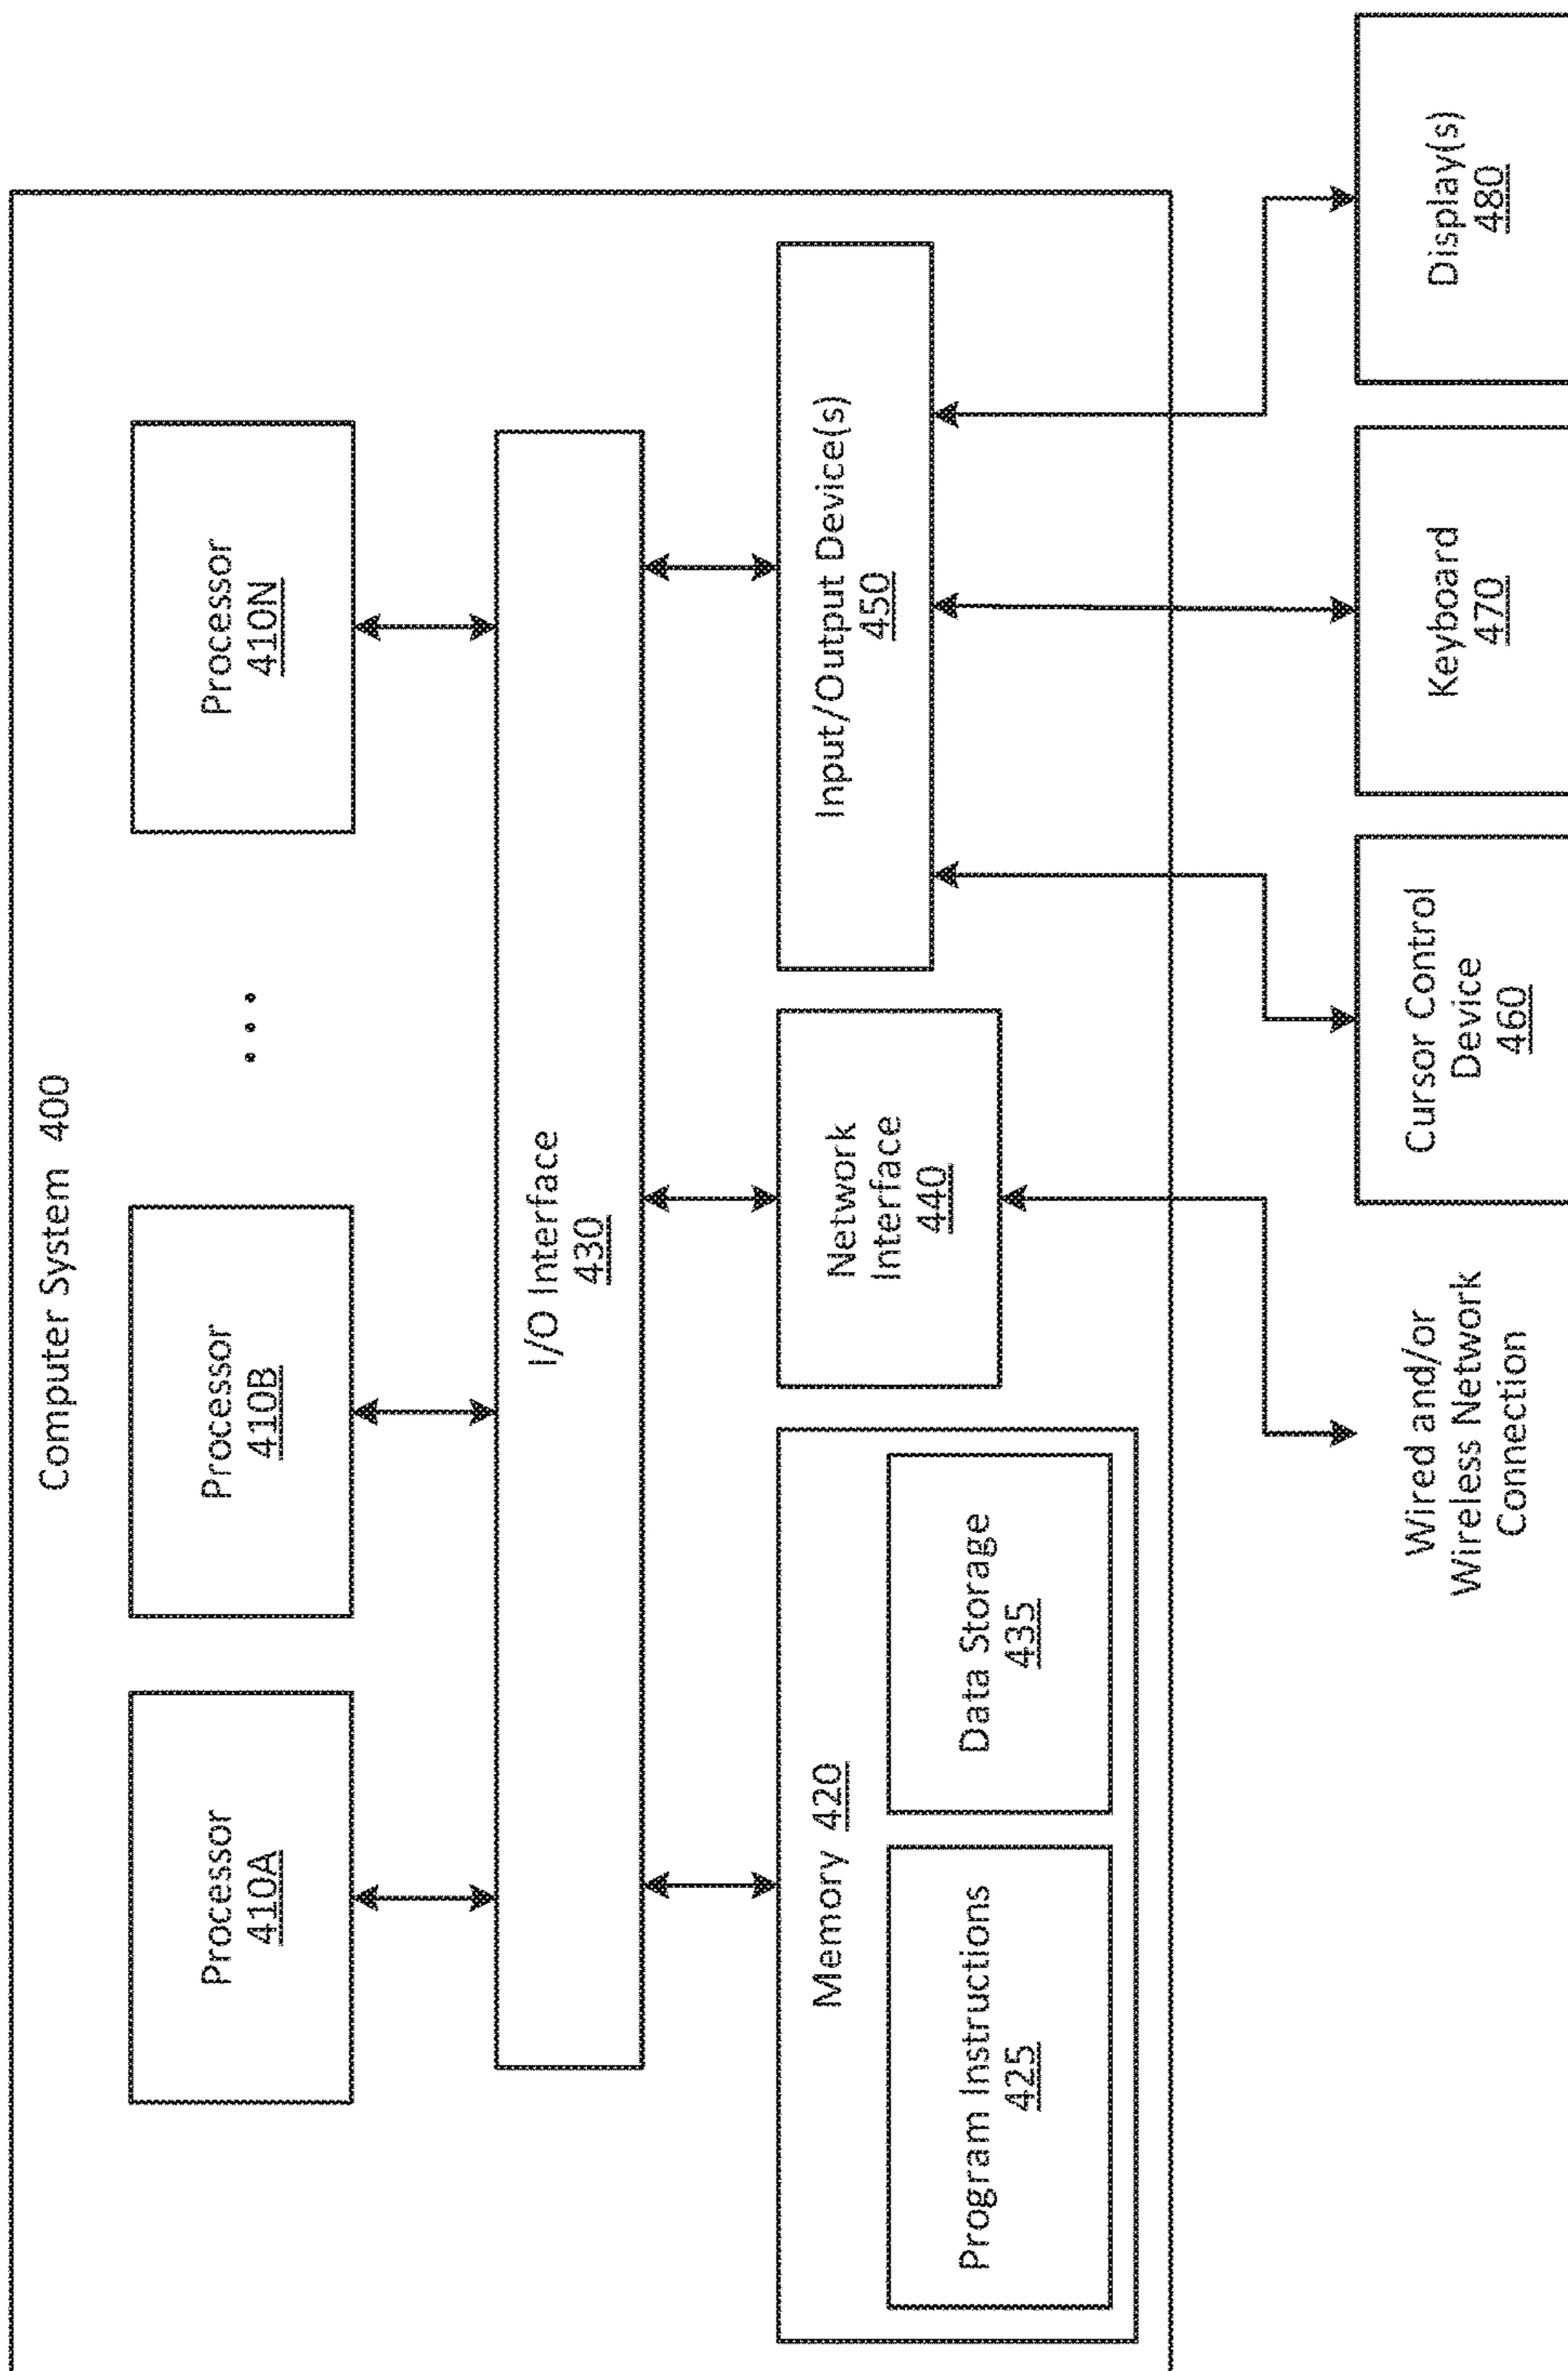 Computer System 400
Processor
410A
Processor
410B
• • •
Processor
410N
I/O Interface
430
Memory 420
Program Instructions
425
Data Storage
435
Network
Interface
440
Input/Output Device(s)
450
Wired and/or
Wireless Network
Connection
Cursor Control
Device
460
Keyboard
470
Display(s)
480